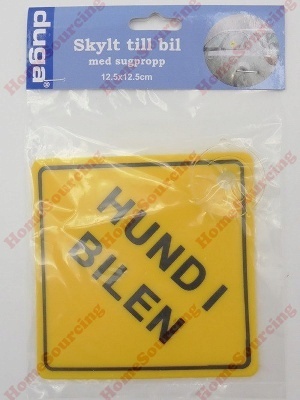 duga®
Skylt till bil
med sugpropp
12,5x12.5cm
HUND I
BILEN
HomeSourcing